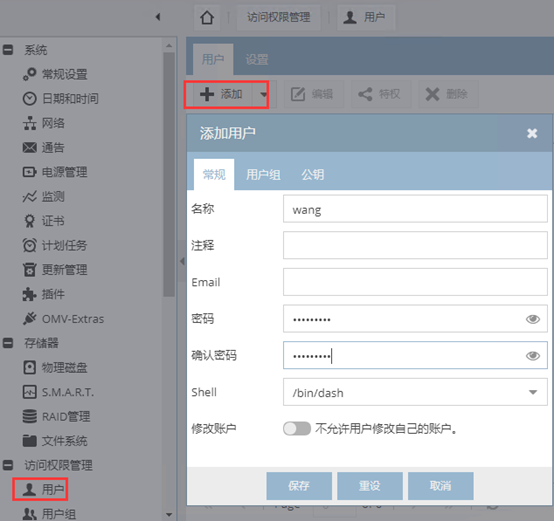 访问权限管理
用户
系统
常规设置
日期和时间
网络
通告
电源管理
监测
证书
计划任务
更新管理
插件
OMV-Extras
存储器
物理磁盘
S.M.A.R.T.
RAID管理
文件系统
访问权限管理
用户
用户组
用户 设置
添加 编辑 特权 删除
添加用户
常规 用户组 公钥
名称 wang
注释
Email
密码 •••••••••
确认密码 •••••••••
Shell /bin/dash
修改账户 不允许用户修改自己的账户。
保存 重设 取消